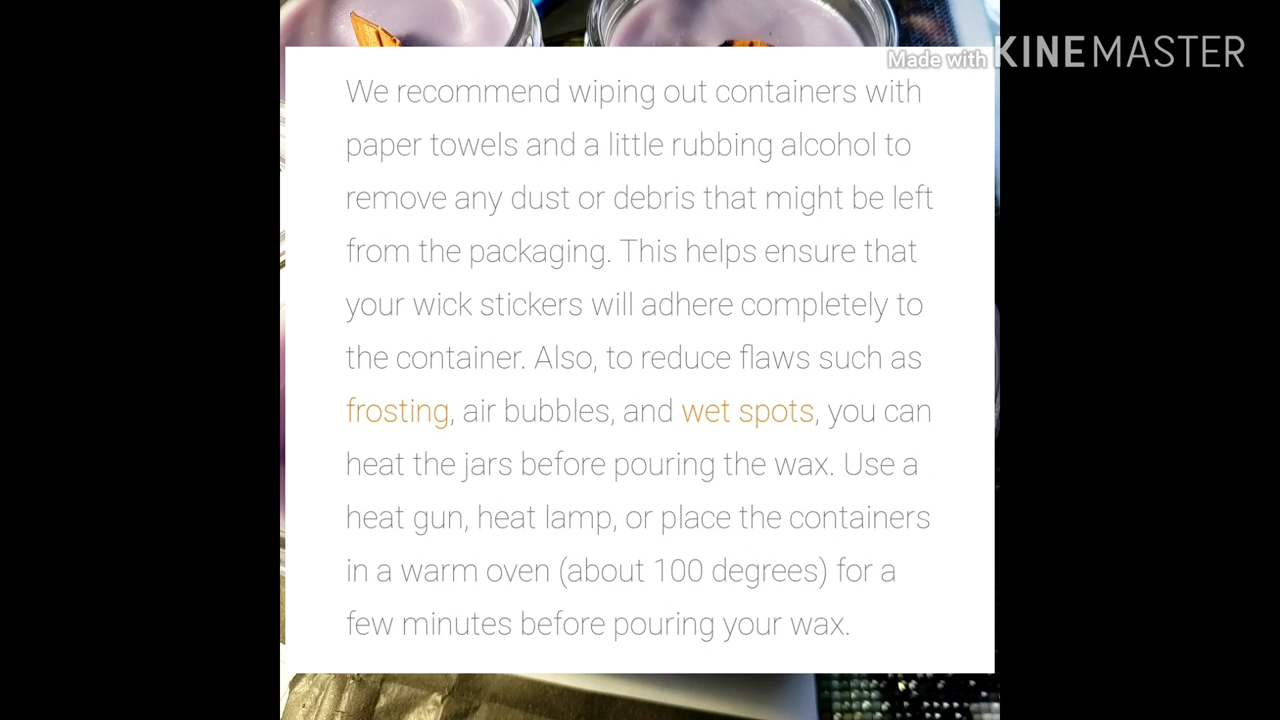 Made with KINEMASTER
We recommend wiping out containers with
paper towels and a little rubbing alcohol to
remove any dust or debris that might be left
from the packaging. This helps ensure that
your wick stickers will adhere completely to
the container. Also, to reduce flaws such as
frosting, air bubbles, and wet spots, you can
heat the jars before pouring the wax. Use a
heat gun, heat lamp, or place the containers
in a warm oven (about 100 degrees) for a
few minutes before pouring your wax.